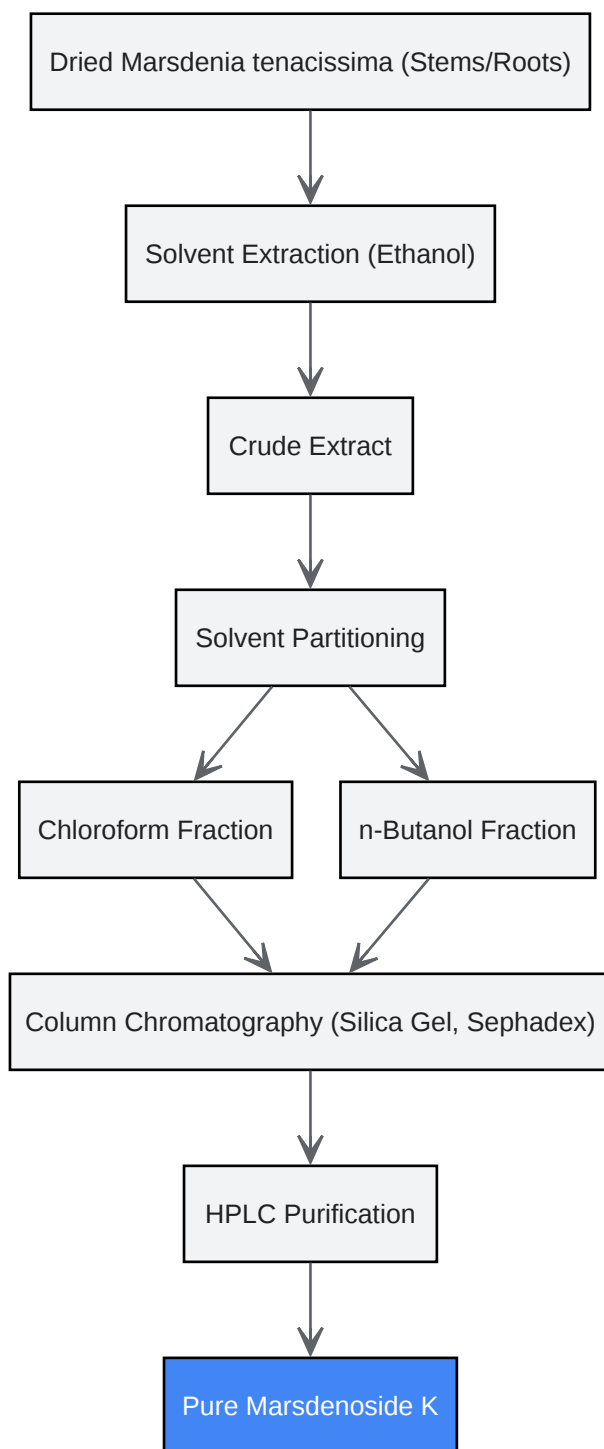 Dried Marsdenia tenacissima (Stems/Roots)
Solvent Extraction (Ethanol)
Crude Extract
Solvent Partitioning
Chloroform Fraction
n-Butanol Fraction
Column Chromatography (Silica Gel, Sephadex)
HPLC Purification
Pure Marsdenoside K